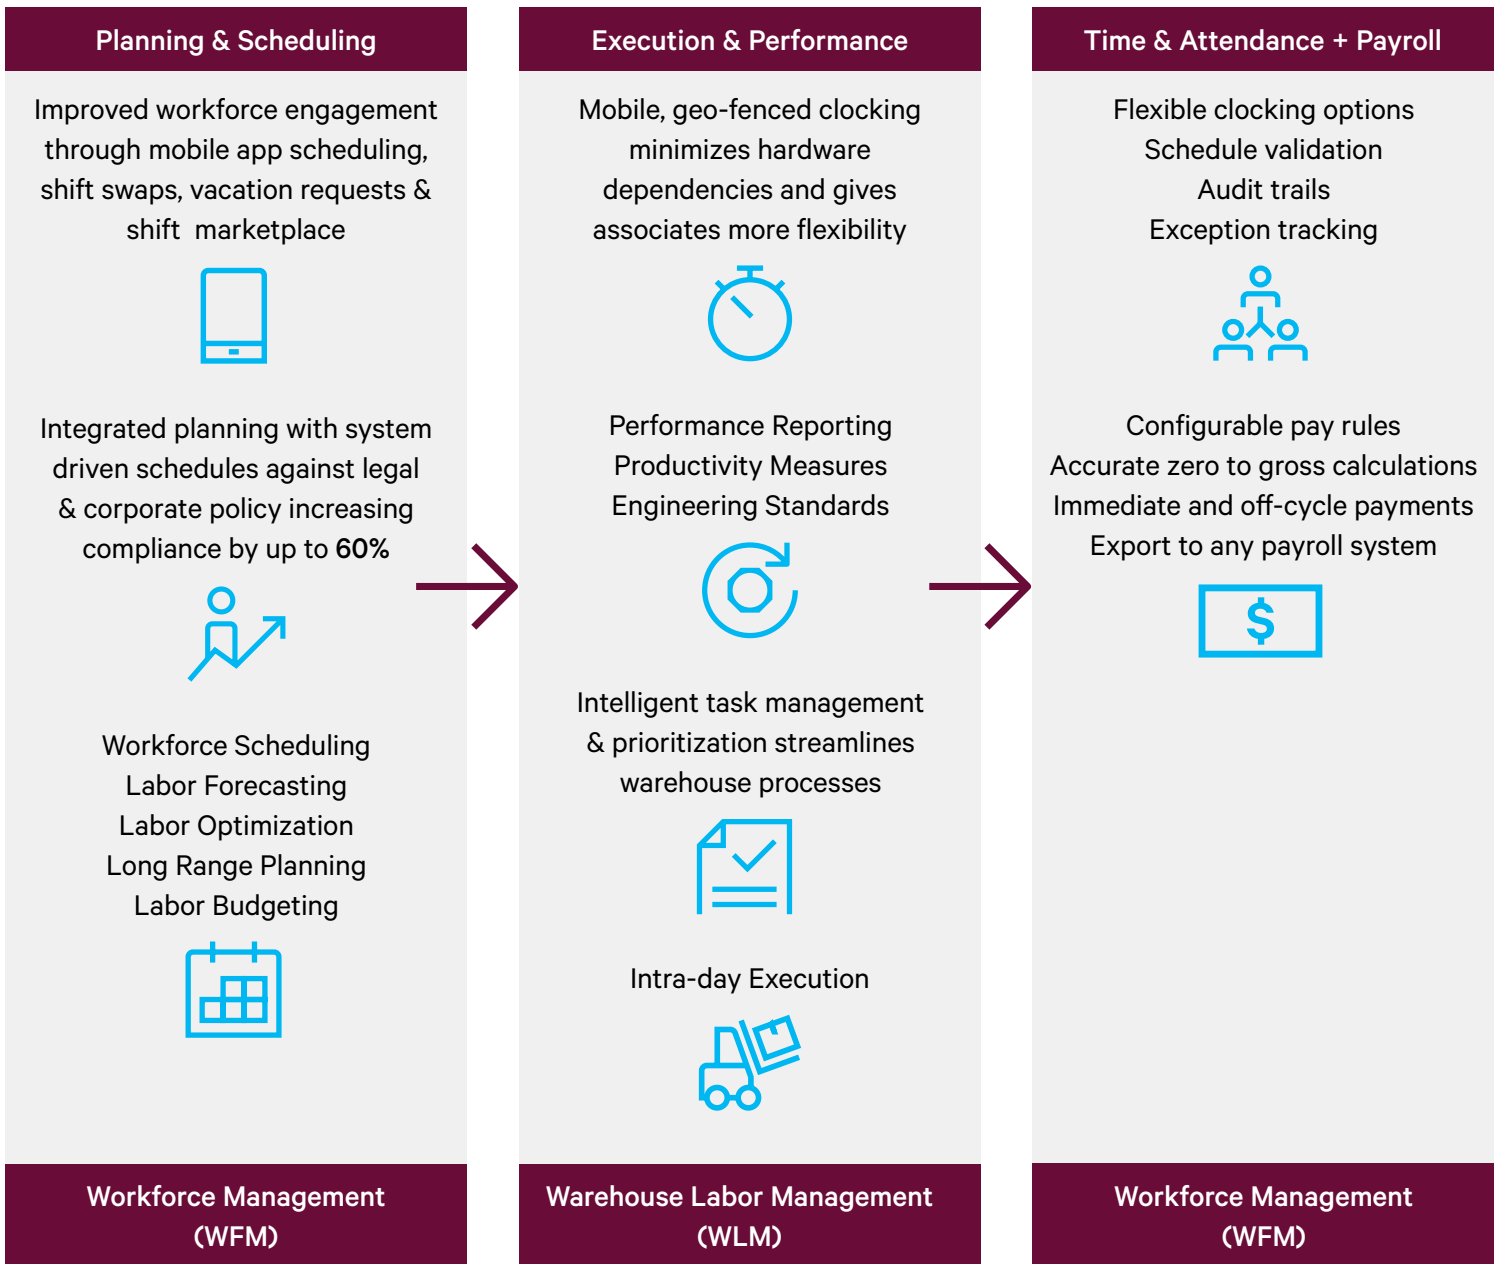 Planning & Scheduling
Improved workforce engagement
through mobile app scheduling,
shift swaps, vacation requests &
shift marketplace
Integrated planning with system
driven schedules against legal
& corporate policy increasing
compliance by up to 60%
Workforce Scheduling
Labor Forecasting
Labor Optimization
Long Range Planning
Labor Budgeting
Workforce Management
(WFM)
Execution & Performance
Mobile, geo-fenced clocking
minimizes hardware
dependencies and gives
associates more flexibility
Performance Reporting
Productivity Measures
Engineering Standards
Intelligent task management
& prioritization streamlines
warehouse processes
Intra-day Execution
Warehouse Labor Management
(WLM)
Time & Attendance + Payroll
Flexible clocking options
Schedule validation
Audit trails
Exception tracking
Configurable pay rules
Accurate zero to gross calculations
Immediate and off-cycle payments
Export to any payroll system
$
Workforce Management
(WFM)